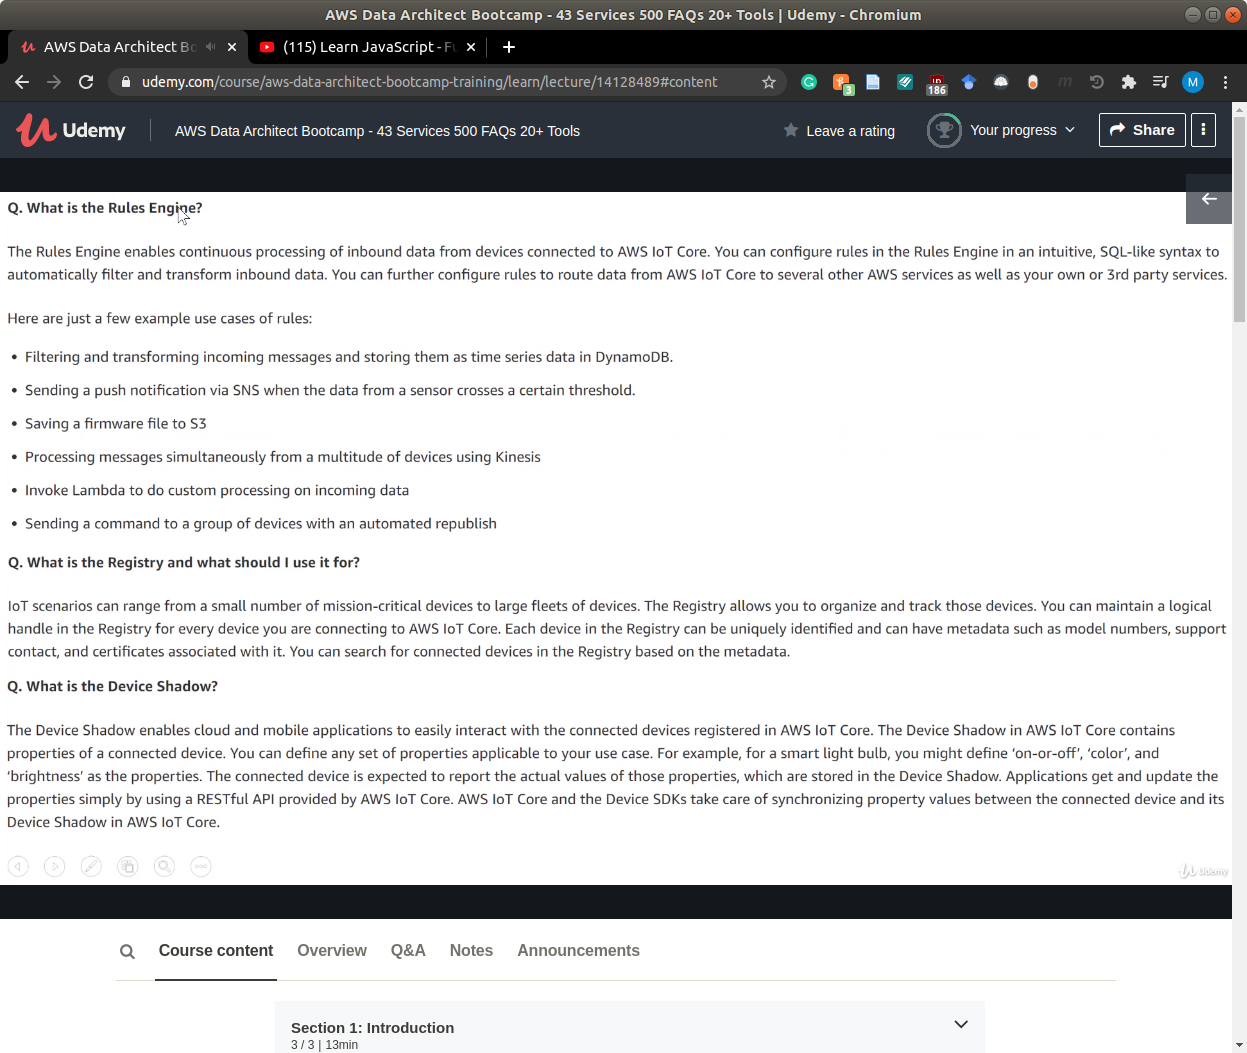 AWS Data Architect Bootcamp - 43 Services 500 FAQs 20+ Tools | Udemy - Chromium
AWS Data Architect Bo
(115) Learn JavaScript - Fu
udemy.com/course/aws-data-architect-bootcamp-training/learn/lecture/14128489#content
3
186
M
Udemy
AWS Data Architect Bootcamp - 43 Services 500 FAQs 20+ Tools
Leave a rating
Your progress
Share
Q. What is the Rules Engine?
The Rules Engine enables continuous processing of inbound data from devices connected to AWS IoT Core. You can configure rules in the Rules Engine in an intuitive, SQL-like syntax to
automatically filter and transform inbound data. You can further configure rules to route data from AWS IoT Core to several other AWS services as well as your own or 3rd party services.
Here are just a few example use cases of rules:
• Filtering and transforming incoming messages and storing them as time series data in DynamoDB.
• Sending a push notification via SNS when the data from a sensor crosses a certain threshold.
• Saving a firmware file to S3
• Processing messages simultaneously from a multitude of devices using Kinesis
• Invoke Lambda to do custom processing on incoming data
• Sending a command to a group of devices with an automated republish
Q. What is the Registry and what should I use it for?
IoT scenarios can range from a small number of mission-critical devices to large fleets of devices. The Registry allows you to organize and track those devices. You can maintain a logical
handle in the Registry for every device you are connecting to AWS IoT Core. Each device in the Registry can be uniquely identified and can have metadata such as model numbers, support
contact, and certificates associated with it. You can search for connected devices in the Registry based on the metadata.
Q. What is the Device Shadow?
The Device Shadow enables cloud and mobile applications to easily interact with the connected devices registered in AWS IoT Core. The Device Shadow in AWS IoT Core contains
properties of a connected device. You can define any set of properties applicable to your use case. For example, for a smart light bulb, you might define ‘on-or-off’, ‘color’, and
‘brightness’ as the properties. The connected device is expected to report the actual values of those properties, which are stored in the Device Shadow. Applications get and update the
properties simply by using a RESTful API provided by AWS IoT Core. AWS IoT Core and the Device SDKs take care of synchronizing property values between the connected device and its
Device Shadow in AWS IoT Core.
Udemy
Course content
Overview
Q&A
Notes
Announcements
Section 1: Introduction
3 / 3 | 13min